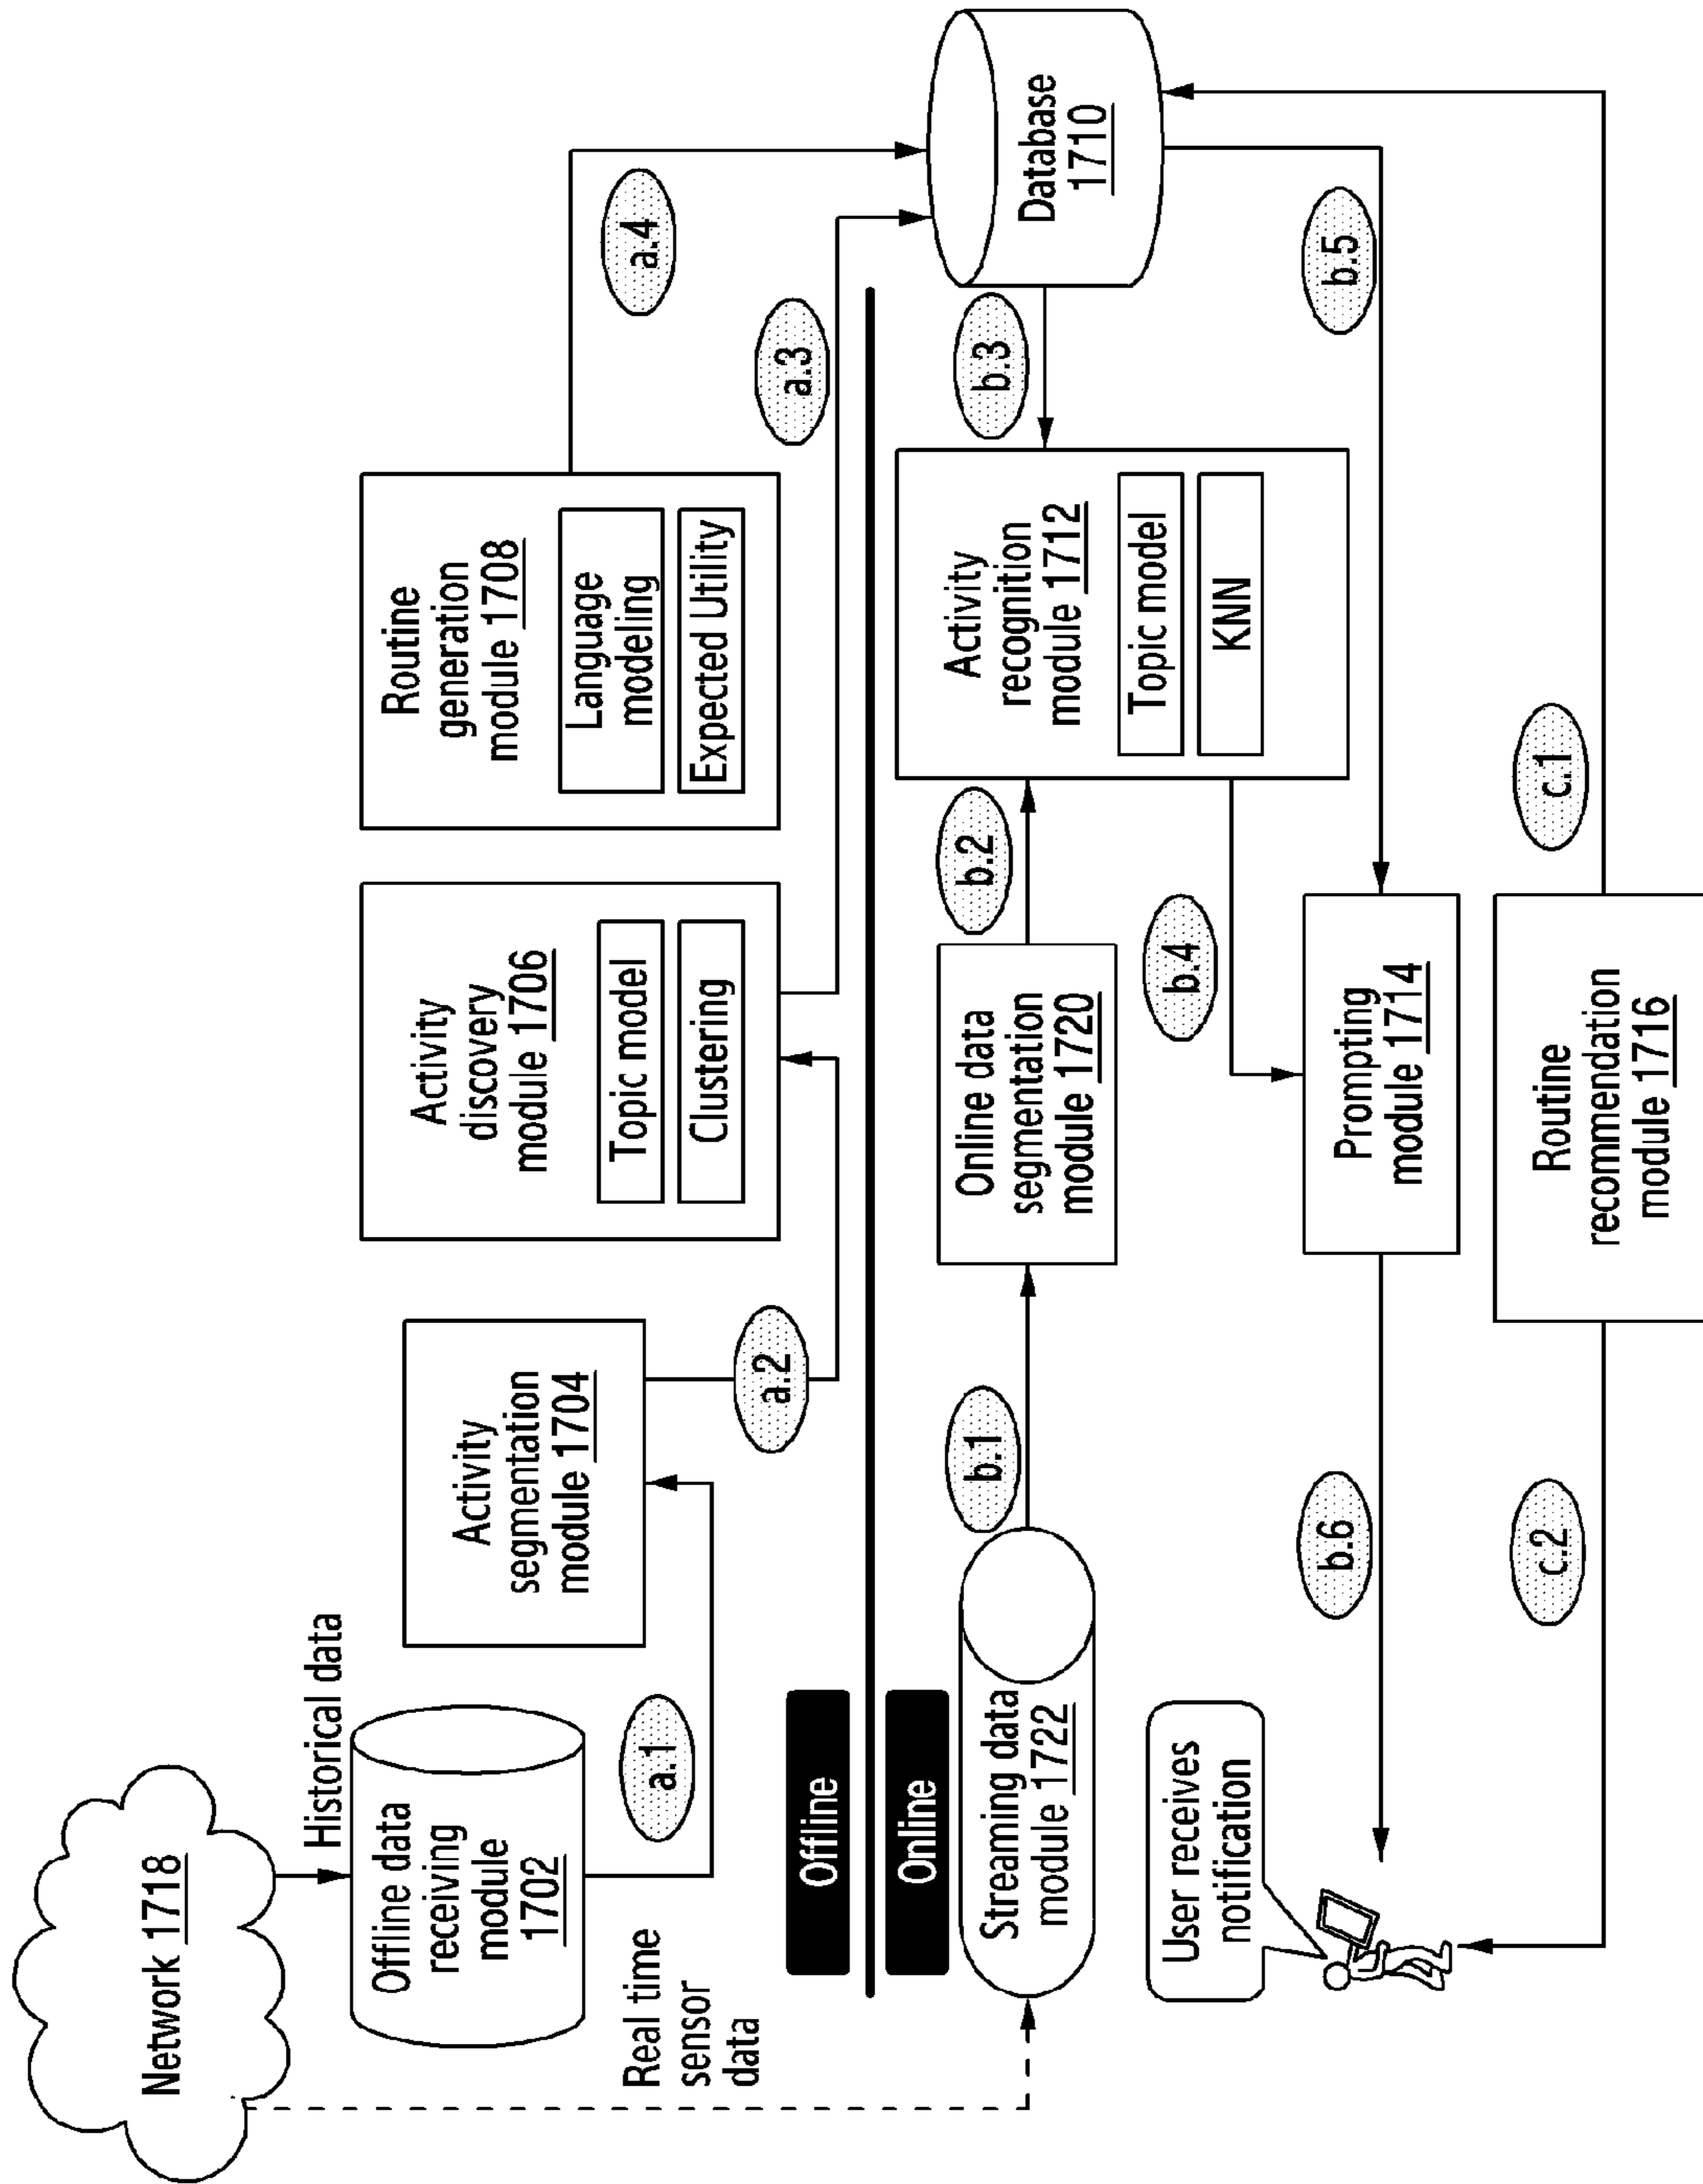 Network 1718
Historical data
Offline data
receiving
module
1702
a.1
Activity
segmentation
module 1704
a.2
Activity
discovery
module 1706
Topic model
Clustering
a.3
Routine
generation
module 1708
Language
modeling
Expected Utility
a.4
Database
1710
Real time
sensor
data
Offline
Online
Streaming data
module 1722
b.1
Online data
segmentation
module 1720
b.2
Activity
recognition
module 1712
Topic model
KNN
b.3
b.4
b.5
Prompting
module 1714
b.6
User receives
notification
Routine
recommendation
module 1716
c.1
c.2